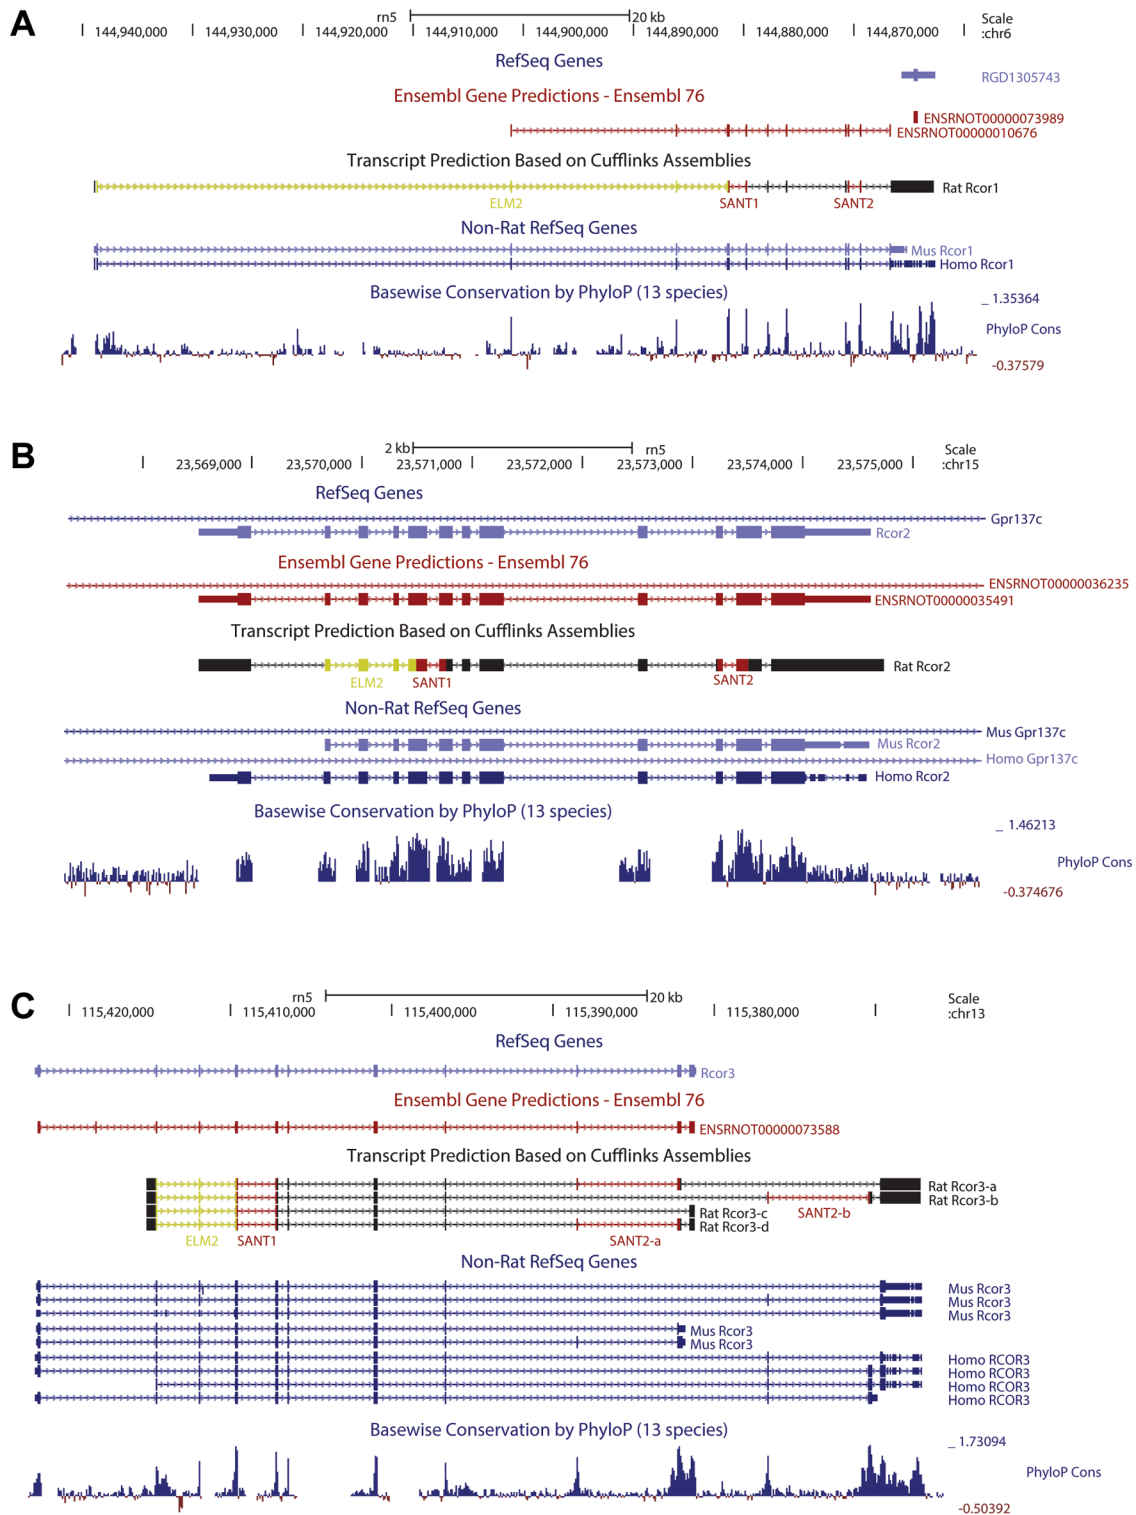 A
rn5 20 kb Scale
144,940,000 144,930,000 144,920,000 144,910,000 144,900,000 144,890,000 144,880,000 144,870,000 :chr6
RefSeq Genes
RGD1305743
Ensembl Gene Predictions - Ensembl 76
ENSRNOT00000073989
ENSRNOT00000010676
Transcript Prediction Based on Cufflinks Assemblies
Rat Rcor1
ELM2 SANT1 SANT2
Non-Rat RefSeq Genes
Mus Rcor1
Homo Rcor1
Basewise Conservation by PhyloP (13 species)
_ 1.35364
PhyloP Cons
-0.37579
B
2 kb rn5 Scale
23,569,000 23,570,000 23,571,000 23,572,000 23,573,000 23,574,000 23,575,000 :chr15
RefSeq Genes
Gpr137c
Rcor2
Ensembl Gene Predictions - Ensembl 76
ENSRNOT00000036235
ENSRNOT00000035491
Transcript Prediction Based on Cufflinks Assemblies
Rat Rcor2
ELM2 SANT1 SANT2
Non-Rat RefSeq Genes
Mus Gpr137c
Mus Rcor2
Homo Gpr137c
Homo Rcor2
Basewise Conservation by PhyloP (13 species)
_ 1.46213
PhyloP Cons
-0.374676
C
rn5 20 kb Scale
115,420,000 115,410,000 115,400,000 115,390,000 115,380,000 :chr13
RefSeq Genes
Rcor3
Ensembl Gene Predictions - Ensembl 76
ENSRNOT00000073588
Transcript Prediction Based on Cufflinks Assemblies
Rat Rcor3-a
Rat Rcor3-b
Rat Rcor3-c SANT2-b
Rat Rcor3-d
ELM2 SANT1 SANT2-a
Non-Rat RefSeq Genes
Mus Rcor3
Mus Rcor3
Mus Rcor3
Mus Rcor3
Mus Rcor3
Homo RCOR3
Homo RCOR3
Homo RCOR3
Homo RCOR3
Basewise Conservation by PhyloP (13 species)
_ 1.73094
PhyloP Cons
-0.50392